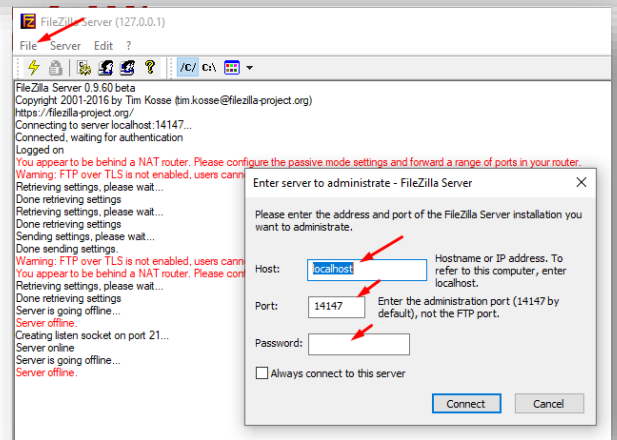 FileZilla Server (127.0.0.1)
File Server Edit ?
/C/ C:\
FileZilla Server 0.9.60 beta
Copyright 2001-2016 by Tim Kosse (tim.kosse@filezilla-project.org)
https://filezilla-project.org/
Connecting to server localhost:14147...
Connected, waiting for authentication
Logged on
You appear to be behind a NAT router. Please configure the passive mode settings and forward a range of ports in your router.
Warning: FTP over TLS is not enabled, users cann
Retrieving settings, please wait...
Done retrieving settings
Retrieving settings, please wait...
Done retrieving settings
Sending settings, please wait...
Done sending settings.
Warning: FTP over TLS is not enabled, users cann
You appear to be behind a NAT router. Please conf
Retrieving settings, please wait...
Done retrieving settings
Server is going offline...
Server offline.
Creating listen socket on port 21...
Server online
Server is going offline...
Server offline.
Enter server to administrate - FileZilla Server
Please enter the address and port of the FileZilla Server installation you
want to administrate.
Host: localhost
Hostname or IP address. To
refer to this computer, enter
localhost.
Port: 14147
Enter the administration port (14147 by
default), not the FTP port.
Password:
Always connect to this server
Connect Cancel